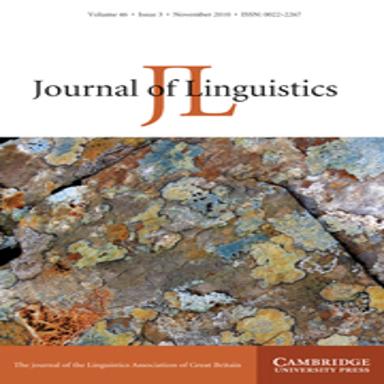 Volume 46 • Issue 3 • November 2010 • ISSN: 0022–2267
JL
Journal of Linguistics
The journal of the Linguistics Association of Great Britain
CAMBRIDGE
UNIVERSITY PRESS